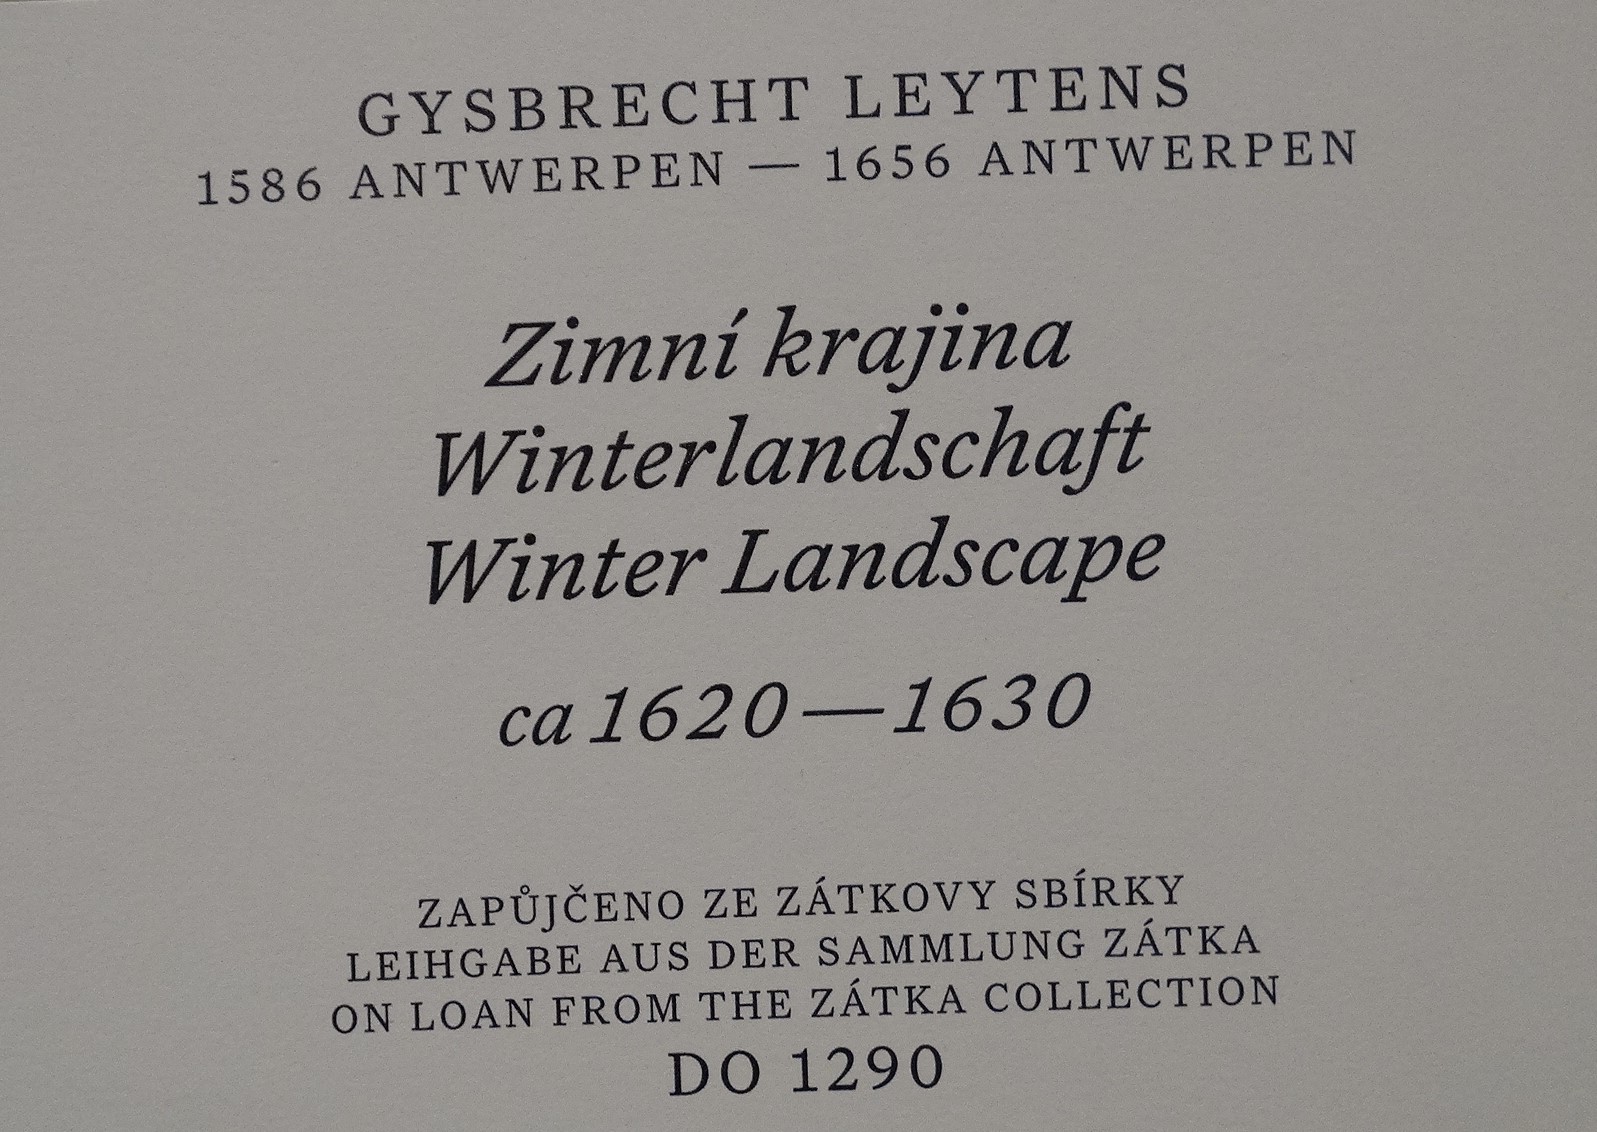 GYSBRECHT LEYTENS
1586 ANTWERPEN — 1656 ANTWERPEN
Zimní krajina
Winterlandschaft
Winter Landscape
ca 1620—1630
ZAPŮJČENO ZE ZÁTKOVY SBÍRKY
LEIHGABE AUS DER SAMMLUNG ZÁTKA
ON LOAN FROM THE ZÁTKA COLLECTION
DO 1290